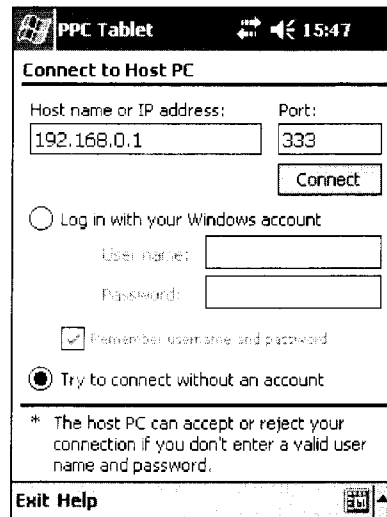 PPC Tablet 15:47
Connect to Host PC
Host name or IP address: Port:
192.168.0.1 333
Connect
Log in with your Windows account
User name:
Password:
Remember username and password
Try to connect without an account
* The host PC can accept or reject your
connection if you don't enter a valid user
name and password.
Exit Help